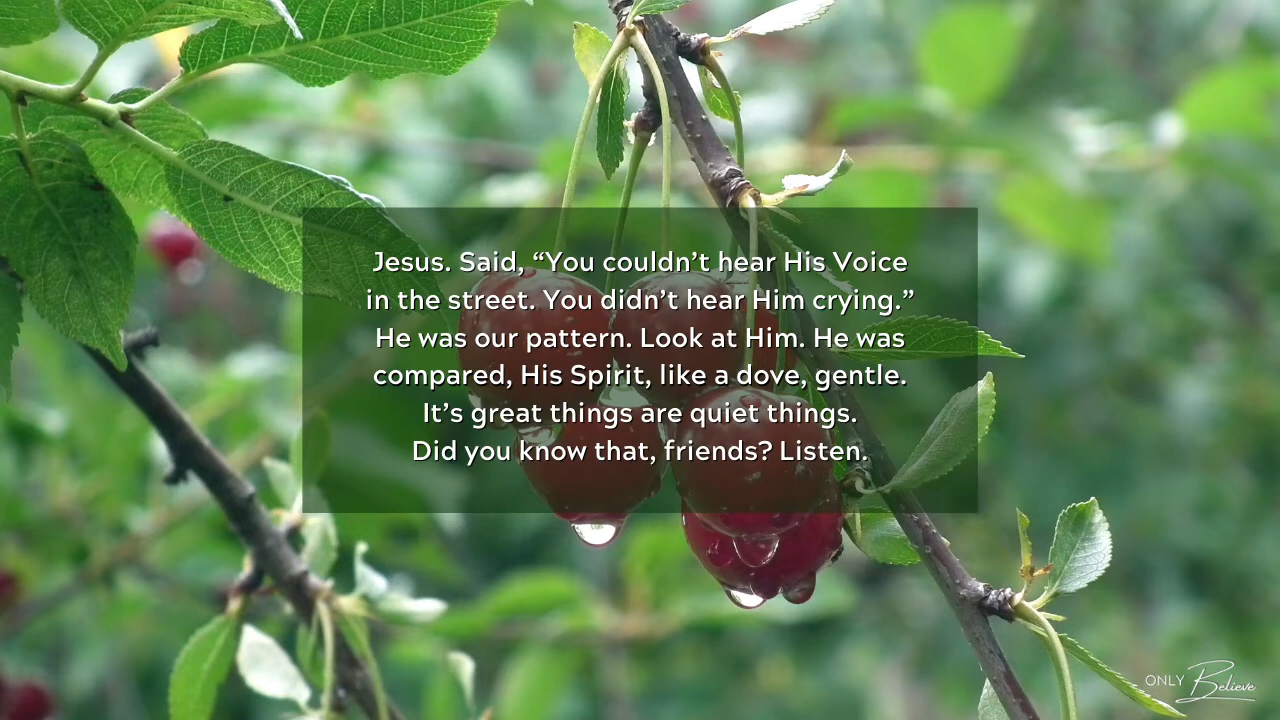 Jesus. Said, “You couldn’t hear His Voice
in the street. You didn’t hear Him crying.”
He was our pattern. Look at Him. He was
compared, His Spirit, like a dove, gentle.
It’s great things are quiet things.
Did you know that, friends? Listen.
ONLY Believe